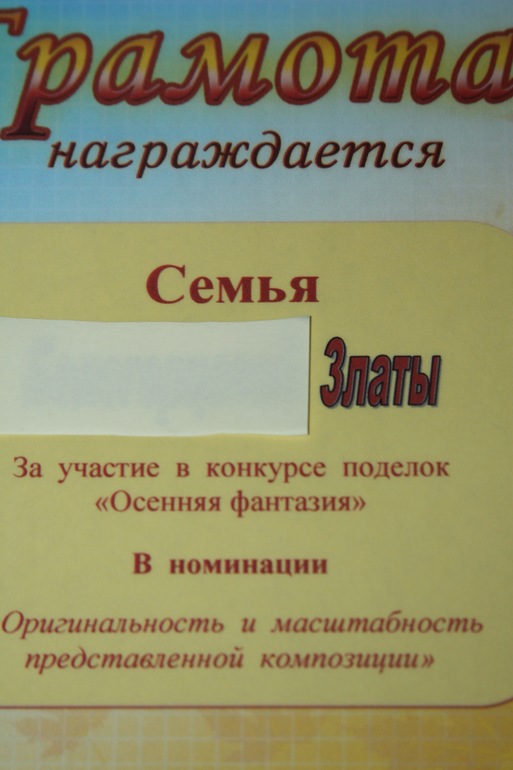 Грамота
награждается
Семья
Златы
За участие в конкурсе поделок
«Осенняя фантазия»
В номинации
Оригинальность и масштабность
представленной композиции»